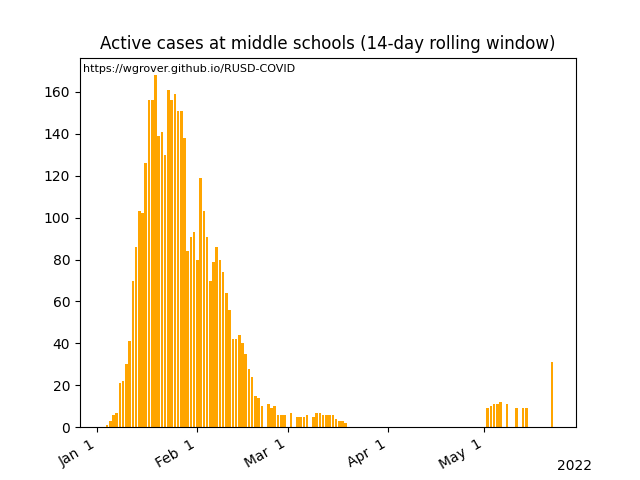 Active cases at middle schools (14-day rolling window)
https://wgrover.github.io/RUSD-COVID
160
140
120
100
80
60
40
20
0
Jan 1
Feb 1
Mar 1
Apr 1
May 1
2022